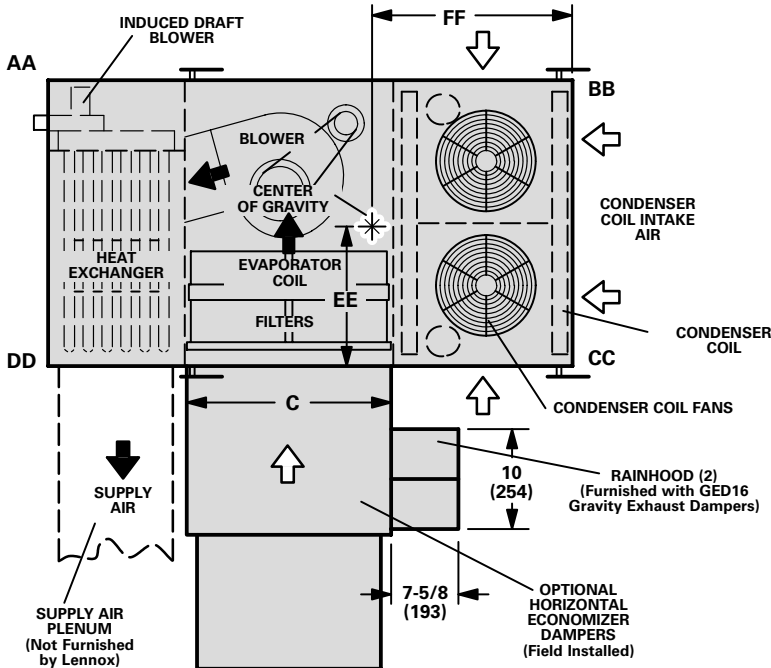 INDUCED DRAFT
BLOWER
FF
AA
BB
BLOWER
CENTER
OF GRAVITY
CONDENSER
COIL INTAKE
AIR
HEAT
EXCHANGER
EVAPORATOR
COIL
EE
FILTERS
CONDENSER
COIL
DD
CC
C
CONDENSER COIL FANS
10
(254)
RAINHOOD (2)
(Furnished with GED16
Gravity Exhaust Dampers)
SUPPLY
AIR
7-5/8
(193)
OPTIONAL
HORIZONTAL
ECONOMIZER
DAMPERS
(Field Installed)
SUPPLY AIR
PLENUM
(Not Furnished
by Lennox)